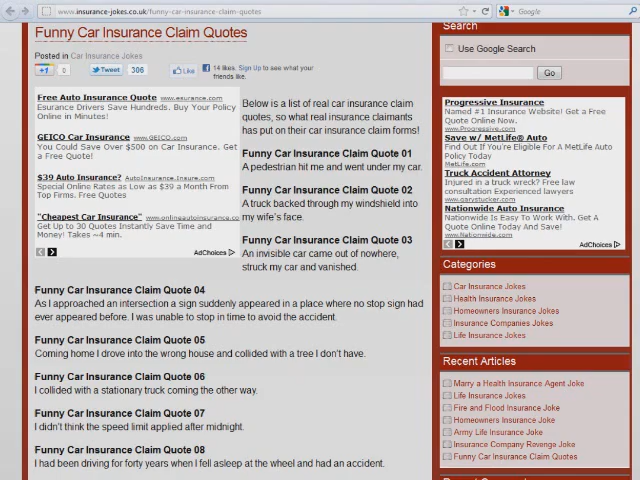 www.insurance-jokes.co.uk/funny-car-insurance-claim-quotes
Google
Funny Car Insurance Claim Quotes
Posted in Car Insurance Jokes
+1 0 Tweet 306 Like 14 likes. Sign Up to see what your
friends like.
Free Auto Insurance Quote www.esurance.com
Esurance Drivers Save Hundreds. Buy Your Policy
Online in Minutes!
GEICO Car Insurance www.GEICO.com
You Could Save Over $500 on Car Insurance. Get
a Free Quote!
$39 Auto Insurance? AutoInsurance.Insure.com
Special Online Rates as Low as $39 a Month From
Top Firms. Free Quotes
"Cheapest Car Insurance" www.onlineautoinsurance.co
Get Up to 30 Quotes Instantly Save Time and
Money! Takes ~4 min.
AdChoices
Below is a list of real car insurance claim
quotes, so what real insurance claimants
has put on their car insurance claim forms!
Funny Car Insurance Claim Quote 01
A pedestrian hit me and went under my car.
Funny Car Insurance Claim Quote 02
A truck backed through my windshield into
my wife's face.
Funny Car Insurance Claim Quote 03
An invisible car came out of nowhere,
struck my car and vanished.
Funny Car Insurance Claim Quote 04
As I approached an intersection a sign suddenly appeared in a place where no stop sign had
ever appeared before. I was unable to stop in time to avoid the accident.
Funny Car Insurance Claim Quote 05
Coming home I drove into the wrong house and collided with a tree I don't have.
Funny Car Insurance Claim Quote 06
I collided with a stationary truck coming the other way.
Funny Car Insurance Claim Quote 07
I didn't think the speed limit applied after midnight.
Funny Car Insurance Claim Quote 08
I had been driving for forty years when I fell asleep at the wheel and had an accident.
Search
Use Google Search
Go
Progressive Insurance
Named #1 Insurance Website! Get a Free
Quote Online Now.
www.Progressive.com
Save w/ MetLife® Auto
Find Out If You're Eligible For A MetLife Auto
Policy Today
MetLife.com
Truck Accident Attorney
Injured in a truck wreck? Free law
consultation Experienced lawyers
www.garystucker.com
Nationwide Auto Insurance
Nationwide Is Easy To Work With. Get A
Quote Online Today And Save!
www.Nationwide.com
AdChoices
Categories
Car Insurance Jokes
Health Insurance Jokes
Homeowners Insurance Jokes
Insurance Companies Jokes
Life Insurance Jokes
Recent Articles
Marry a Health Insurance Agent Joke
Life Insurance Jokes
Fire and Flood Insurance Joke
Homeowners Insurance Joke
Army Life Insurance Joke
Insurance Company Revenge Joke
Funny Car Insurance Claim Quotes